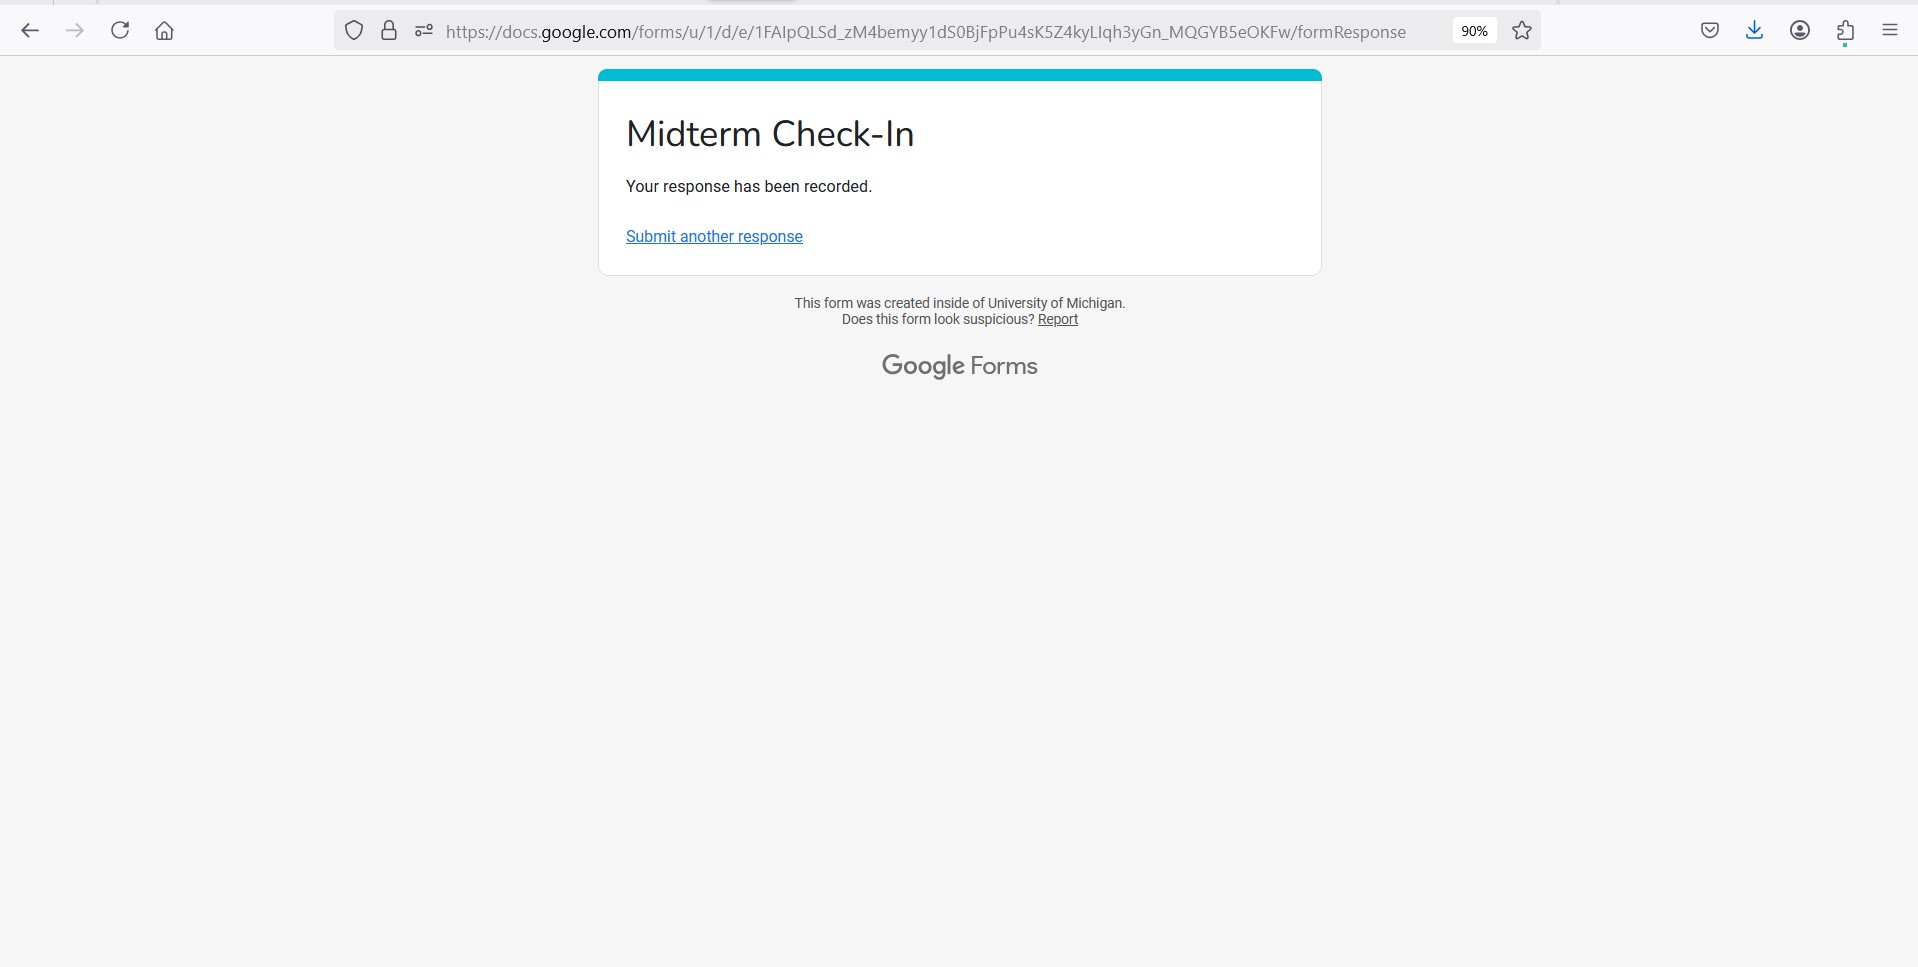 https://docs.google.com/forms/u/1/d/e/1FAIpQLSd_zM4bemyy1dS0BjFpPu4sK5Z4kyLIqh3yGn_MQGYB5eOKFw/formResponse
90%
Midterm Check-In
Your response has been recorded.
Submit another response
This form was created inside of University of Michigan.
Does this form look suspicious? Report
Google Forms